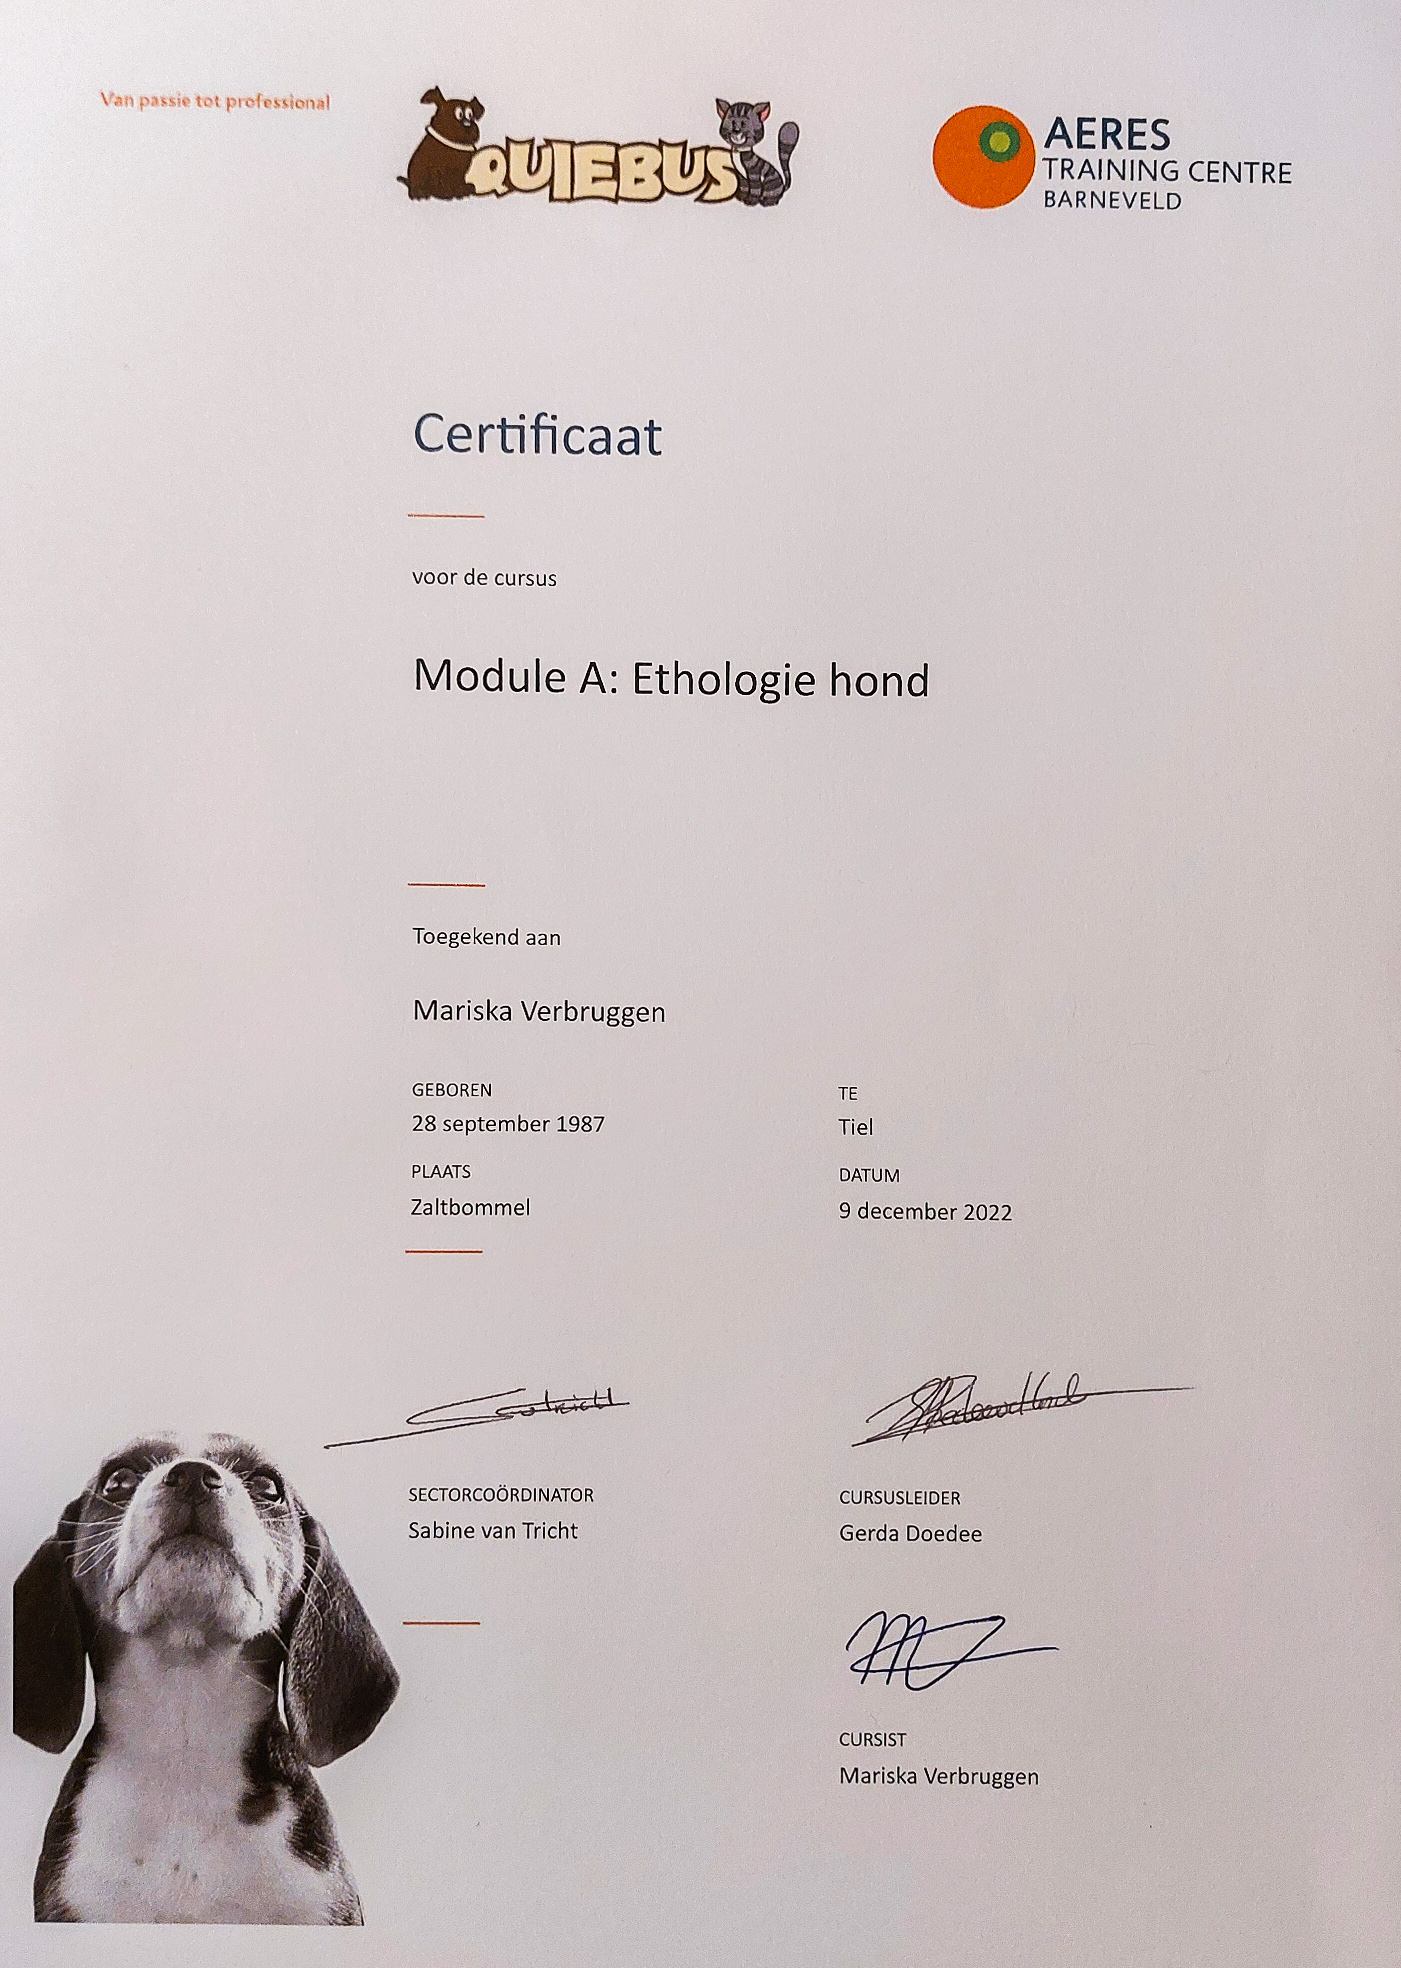 Van passie tot professional
QUIEBUS
AERES
TRAINING CENTRE
BARNEVELD
Certificaat
voor de cursus
Module A: Ethologie hond
Toegekend aan
Mariska Verbruggen
GEBOREN
28 september 1987
TE
Tiel
PLAATS
Zaltbommel
DATUM
9 december 2022
SECTORCOÖRDINATOR
Sabine van Tricht
CURSUSLEIDER
Gerda Doedee
CURSIST
Mariska Verbruggen